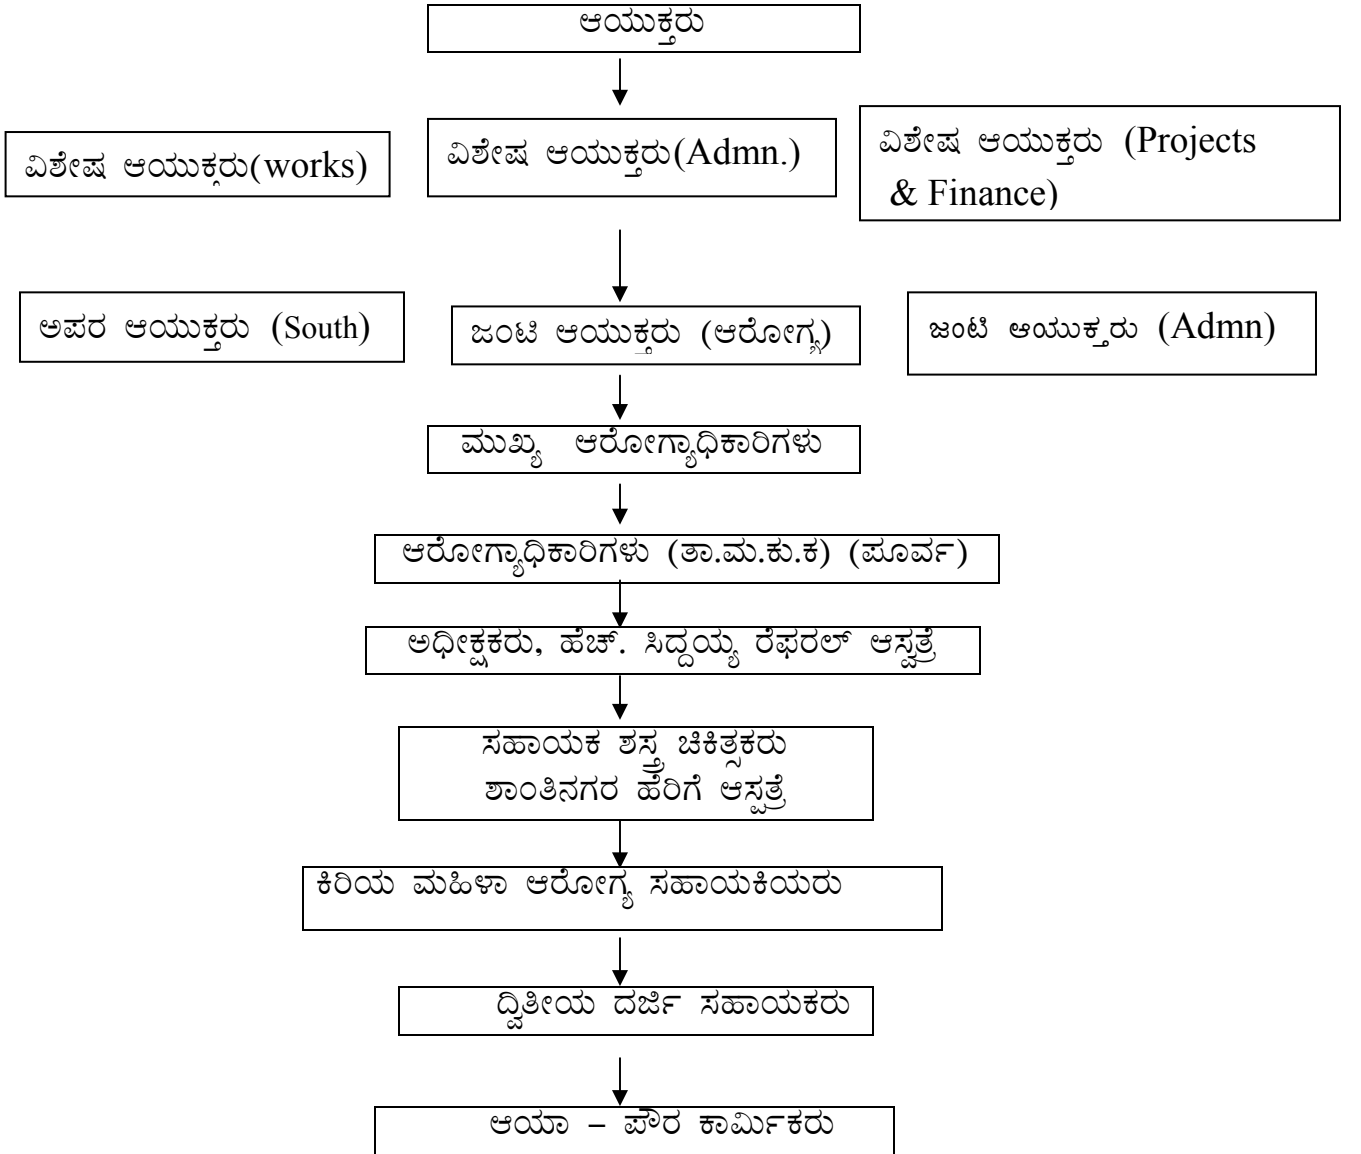 ಆಯುಕ್ತರು
ವಿಶೇಷ ಆಯುಕ್ತರು(works)
ವಿಶೇಷ ಆಯುಕ್ತರು(Admn.)
ವಿಶೇಷ ಆಯುಕ್ತರು (Projects
& Finance)
ಅಪರ ಆಯುಕ್ತರು (South)
ಜಂಟಿ ಆಯುಕ್ತರು (ಆರೋಗ್ಯ)
ಜಂಟಿ ಆಯುಕ್ತರು (Admn)
ಮುಖ್ಯ ಆರೋಗ್ಯಾಧಿಕಾರಿಗಳು
ಆರೋಗ್ಯಾಧಿಕಾರಿಗಳು (ತಾ.ಮ.ಕು.ಕ) (ಪೂರ್ವ)
ಅಧೀಕ್ಷಕರು, ಹೆಚ್. ಸಿದ್ದಯ್ಯ ರೆಫರಲ್ ಆಸ್ಪತ್ರೆ
ಸಹಾಯಕ ಶಸ್ತ್ರ ಚಿಕಿತ್ಸಕರು
ಶಾಂತಿನಗರ ಹೆರಿಗೆ ಆಸ್ಪತ್ರೆ
ಕಿರಿಯ ಮಹಿಳಾ ಆರೋಗ್ಯ ಸಹಾಯಕಿಯರು
ದ್ವಿತೀಯ ದರ್ಜೆ ಸಹಾಯಕರು
ಆಯಾ – ಪೌರ ಕಾರ್ಮಿಕರು